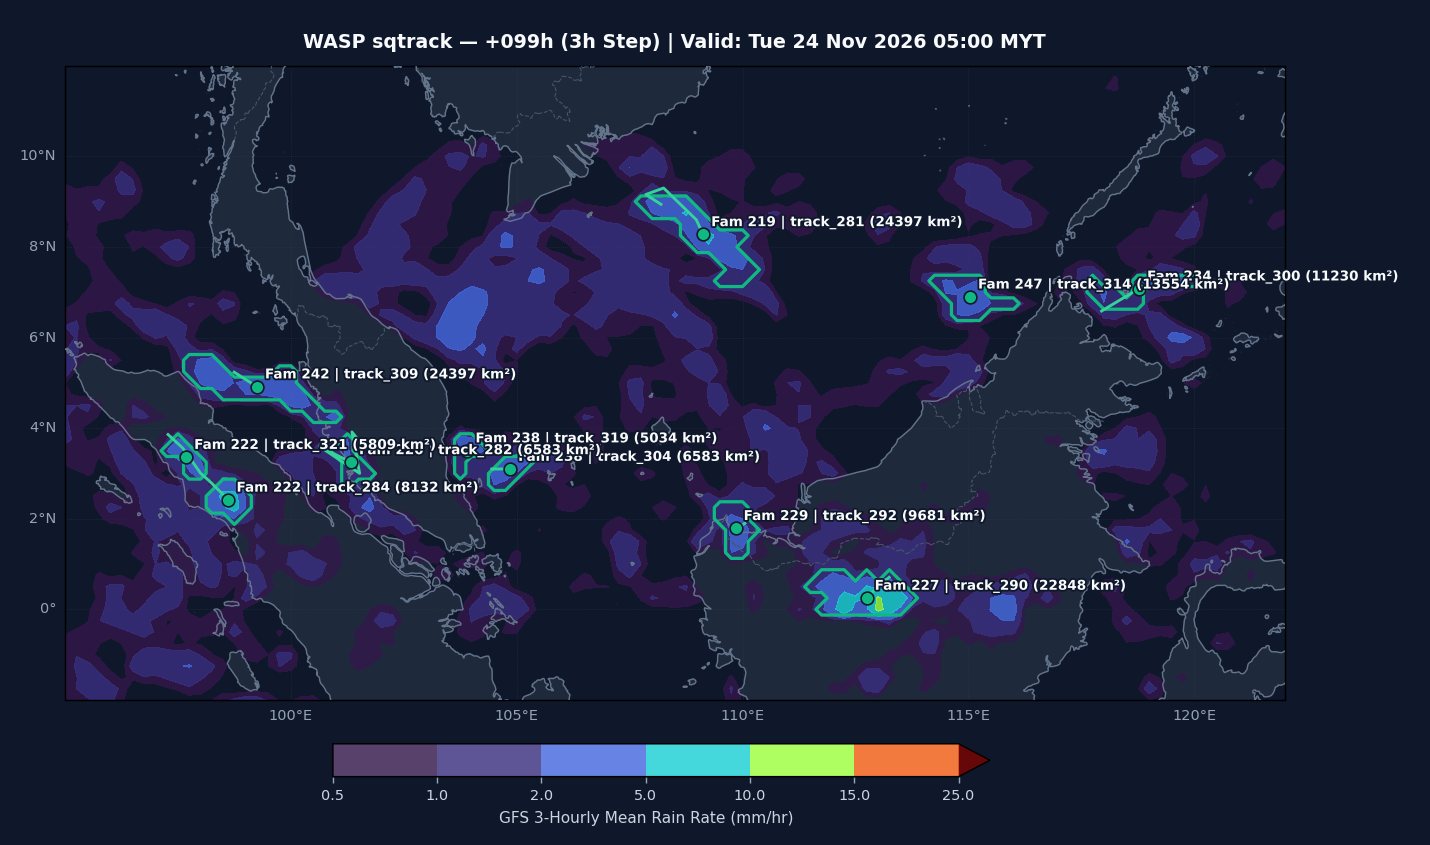 WASP sqtrack — +099h (3h Step) | Valid: Tue 24 Nov 2026 05:00 MYT
10°N
8°N
6°N
4°N
2°N
0°
Fam 219 | track_281 (24397 km²)
Fam 234 | track_300 (11230 km²)
Fam 247 | track_314 (13554 km²)
Fam 242 | track_309 (24397 km²)
Fam 238 | track_319 (5034 km²)
Fam 222 | track_321 (5809 km²)
track_282 (6583 km²)
track_304 (6583 km²)
Fam 222 | track_284 (8132 km²)
Fam 229 | track_292 (9681 km²)
Fam 227 | track_290 (22848 km²)
100°E
105°E
110°E
115°E
120°E
0.5
1.0
2.0
5.0
10.0
15.0
25.0
GFS 3-Hourly Mean Rain Rate (mm/hr)